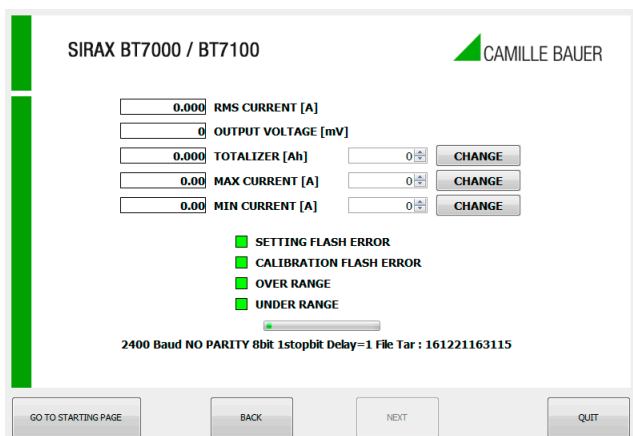 SIRAX BT7000 / BT7100
CAMILLE BAUER
0.000 RMS CURRENT [A]
0 OUTPUT VOLTAGE [mV]
0.000 TOTALIZER [Ah] 0 CHANGE
0.00 MAX CURRENT [A] 0 CHANGE
0.00 MIN CURRENT [A] 0 CHANGE
SETTING FLASH ERROR
CALIBRATION FLASH ERROR
OVER RANGE
UNDER RANGE
2400 Baud NO PARITY 8bit 1stopbit Delay=1 File Tar : 161221163115
GO TO STARTING PAGE BACK NEXT QUIT